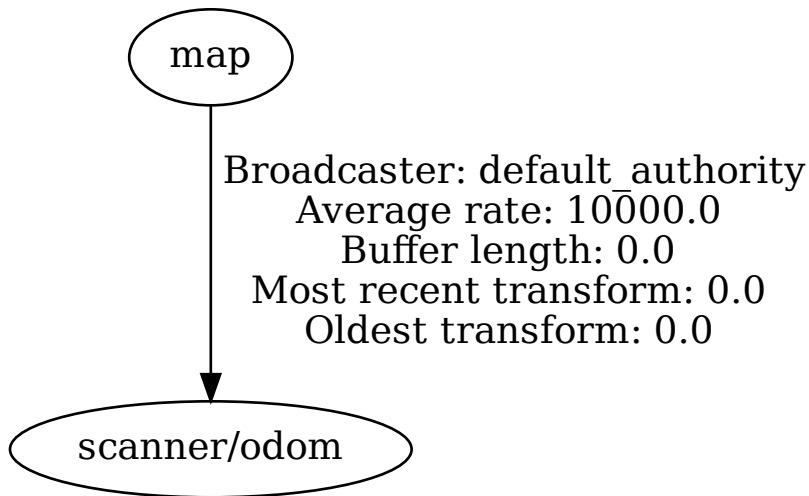 map
Broadcaster: default_authority
Average rate: 10000.0
Buffer length: 0.0
Most recent transform: 0.0
Oldest transform: 0.0
scanner/odom